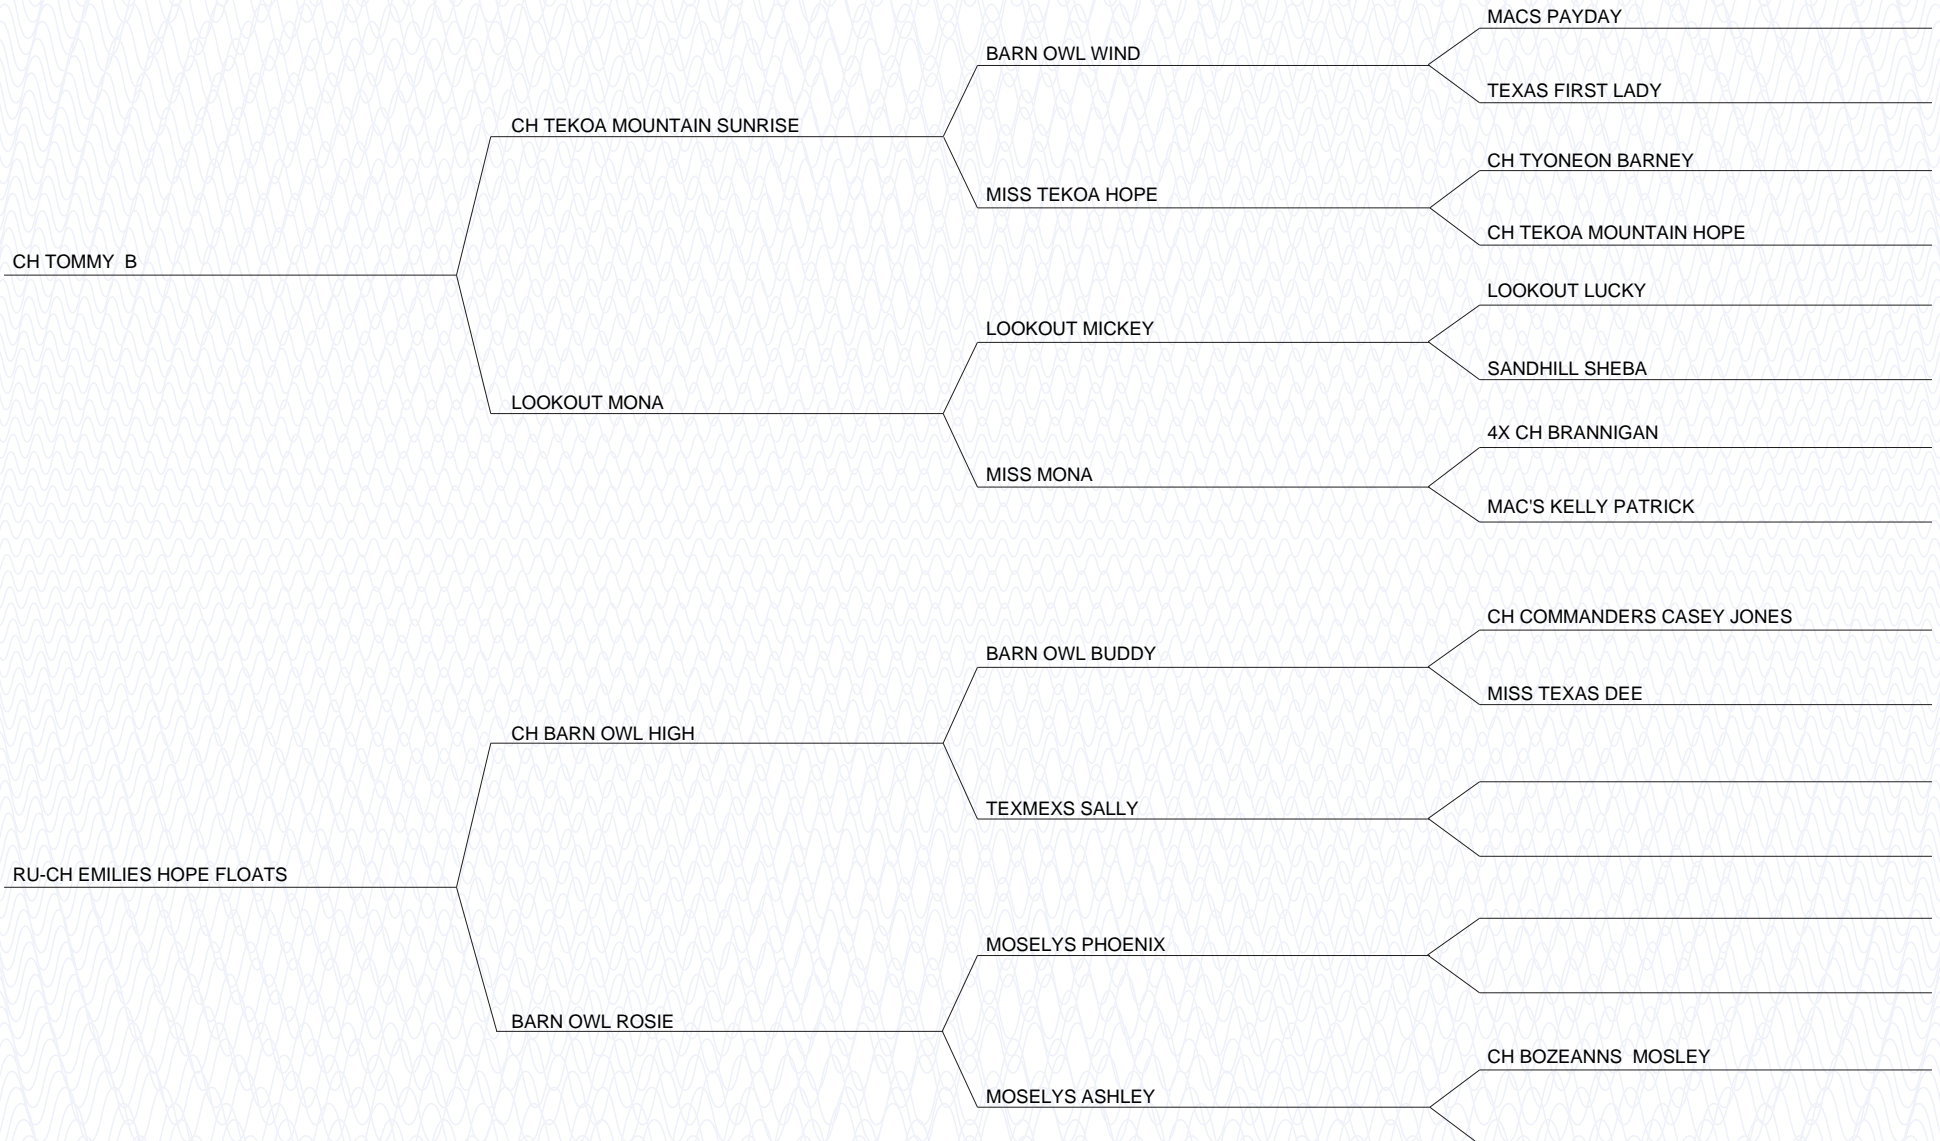 MACS PAYDAY
BARN OWL WIND
TEXAS FIRST LADY
CH TEKOA MOUNTAIN SUNRISE
CH TYONEON BARNEY
MISS TEKOA HOPE
CH TEKOA MOUNTAIN HOPE
CH TOMMY  B
LOOKOUT LUCKY
LOOKOUT MICKEY
SANDHILL SHEBA
LOOKOUT MONA
4X CH BRANNIGAN
MISS MONA
MAC'S KELLY PATRICK
CH COMMANDERS CASEY JONES
BARN OWL BUDDY
MISS TEXAS DEE
CH BARN OWL HIGH
TEXMEXS SALLY
RU-CH EMILIES HOPE FLOATS
MOSELYS PHOENIX
BARN OWL ROSIE
CH BOZEANNS  MOSLEY
MOSELYS ASHLEY